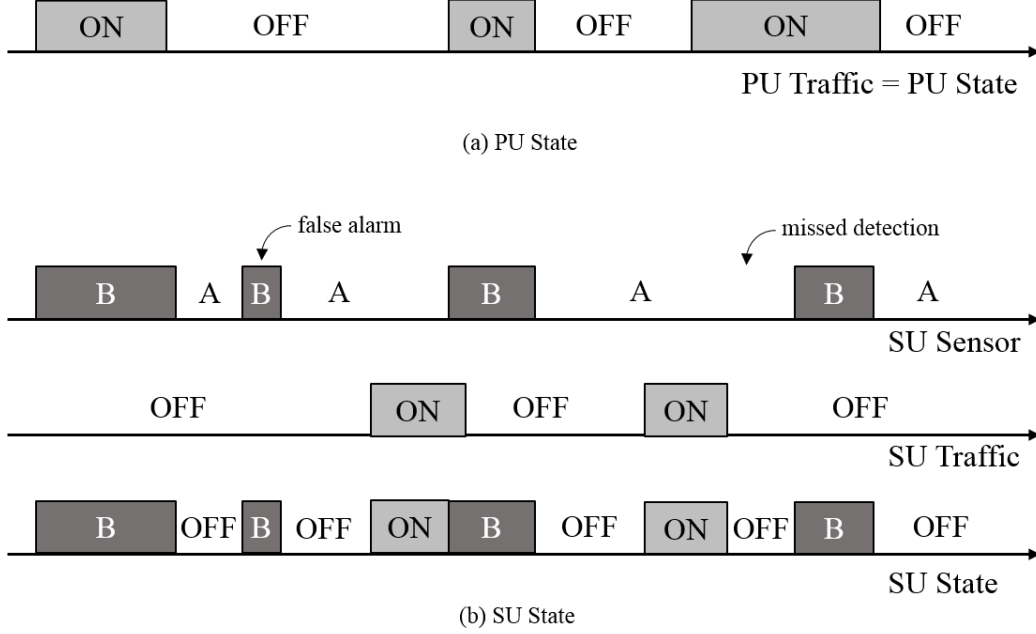 ON OFF ON OFF ON OFF
PU Traffic = PU State
(a) PU State
false alarm missed detection
B A B A B A B A
SU Sensor
OFF ON OFF ON OFF
SU Traffic
B OFF B OFF ON B OFF ON OFF B OFF
SU State
(b) SU State